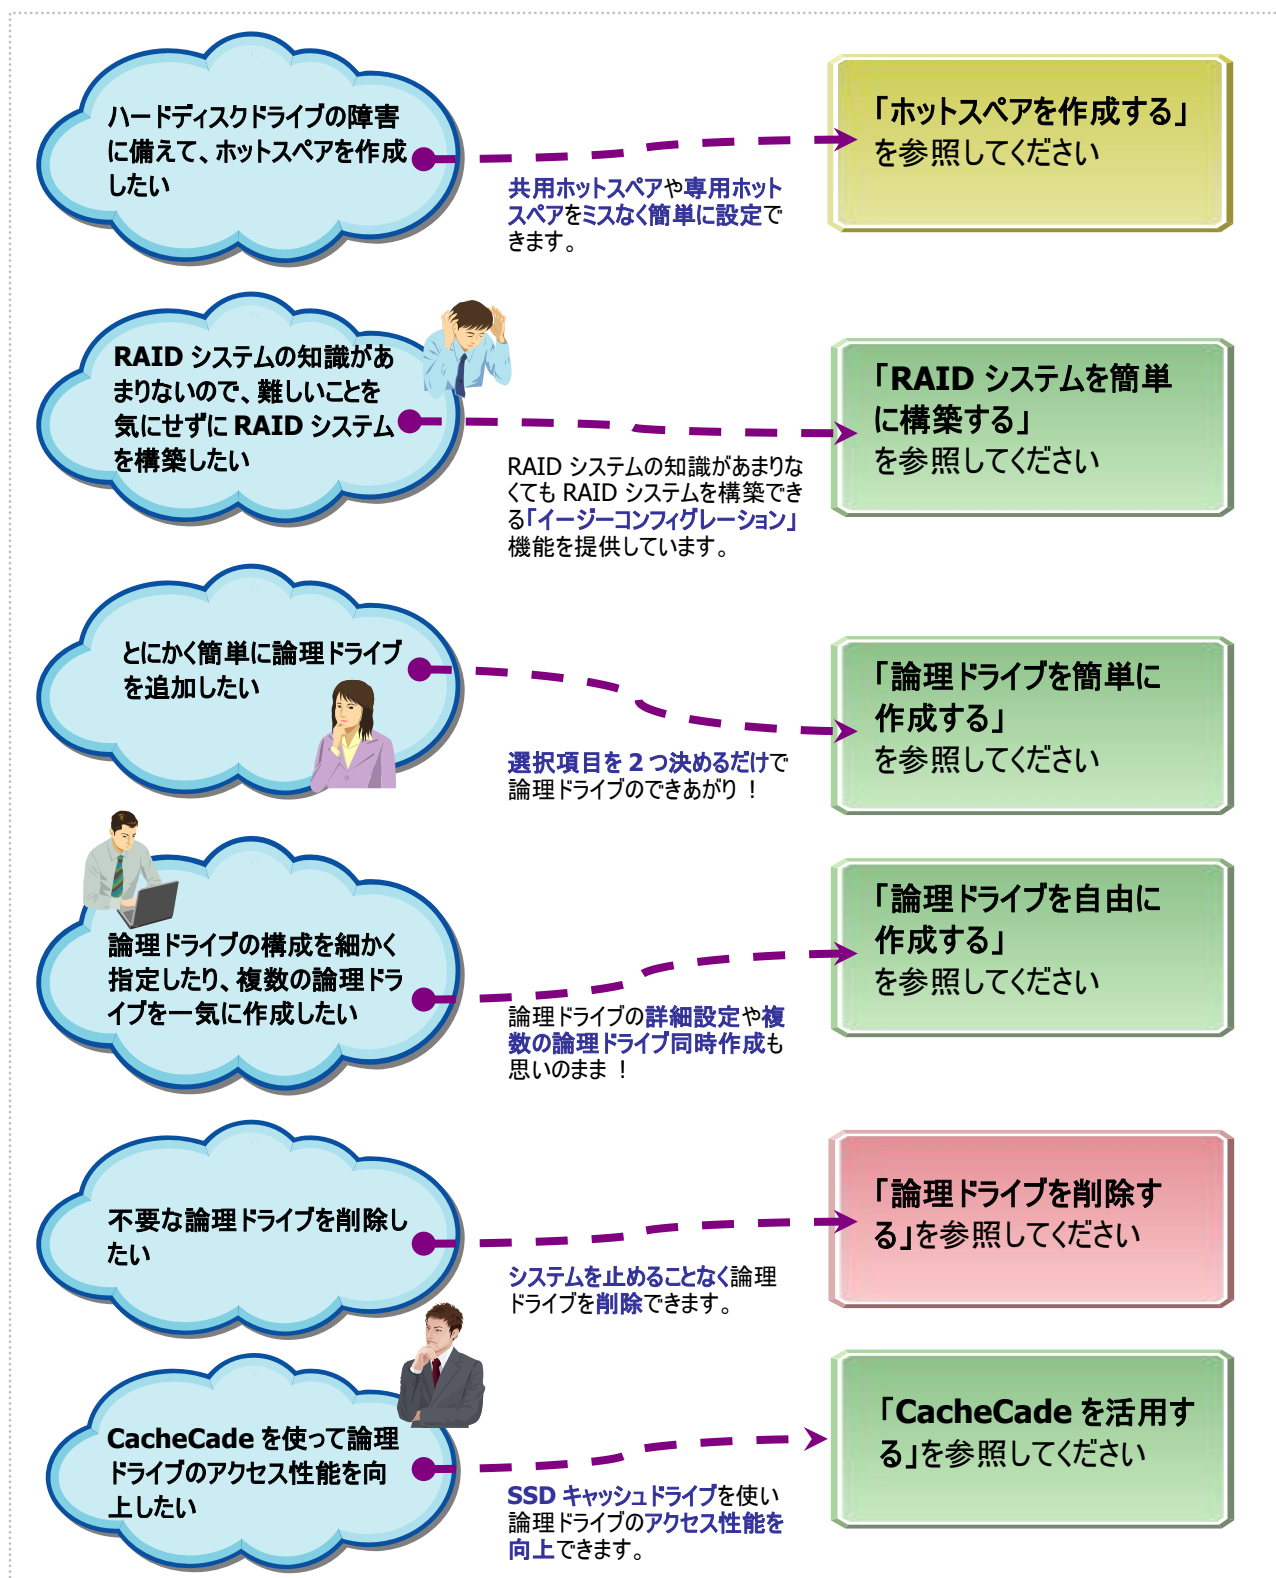 ハードディスクドライブの障害
に備えて、ホットスペアを作成
したい
共用ホットスペアや専用ホット
スペアをミスなく簡単に設定で
きます。
「ホットスペアを作成する」
を参照してください
RAID システムの知識があ
まりないので、難しいことを
気にせずに RAID システム
を構築したい
RAID システムの知識があまりな
くても RAID システムを構築でき
る「イージーコンフィグレーション」
機能を提供しています。
「RAID システムを簡単
に構築する」
を参照してください
とにかく簡単に論理ドライブ
を追加したい
選択項目を 2 つ決めるだけで
論理ドライブのできあがり！
「論理ドライブを簡単に
作成する」
を参照してください
論理ドライブの構成を細かく
指定したり、複数の論理ドラ
イブを一気に作成したい
論理ドライブの詳細設定や複
数の論理ドライブ同時作成も
思いのまま！
「論理ドライブを自由に
作成する」
を参照してください
不要な論理ドライブを削除し
たい
システムを止めることなく論理
ドライブを削除できます。
「論理ドライブを削除す
る」を参照してください
CacheCade を使って論理
ドライブのアクセス性能を向
上したい
SSD キャッシュドライブを使い
論理ドライブのアクセス性能を
向上できます。
「CacheCade を活用す
る」を参照してください